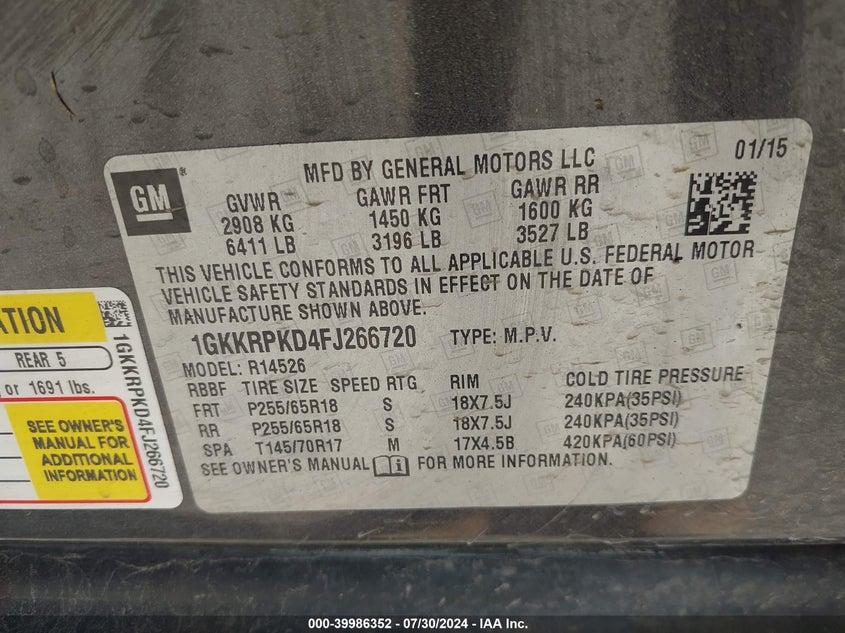 MFD BY GENERAL MOTORS LLC 01/15
GM ®
GVWR GAWR FRT GAWR RR
2908 KG 1450 KG 1600 KG
6411 LB 3196 LB 3527 LB
THIS VEHICLE CONFORMS TO ALL APPLICABLE U.S. FEDERAL MOTOR
VEHICLE SAFETY STANDARDS IN EFFECT ON THE DATE OF
MANUFACTURE SHOWN ABOVE.
1GKKRPKD4FJ266720 TYPE: M.P.V.
MODEL: R14526
RBBF TIRE SIZE SPEED RTG RIM COLD TIRE PRESSURE
FRT P255/65R18 S 18X7.5J 240KPA(35PSI)
RR P255/65R18 S 18X7.5J 240KPA(35PSI)
SPA T145/70R17 M 17X4.5B 420KPA(60PSI)
SEE OWNER'S MANUAL FOR MORE INFORMATION.
ATION
REAR 5
or 1691 lbs.
SEE OWNER'S
MANUAL FOR
ADDITIONAL
INFORMATION
1GKKRPKD4FJ266720
000-39986352 / 07/30/2024 - IAA Inc.